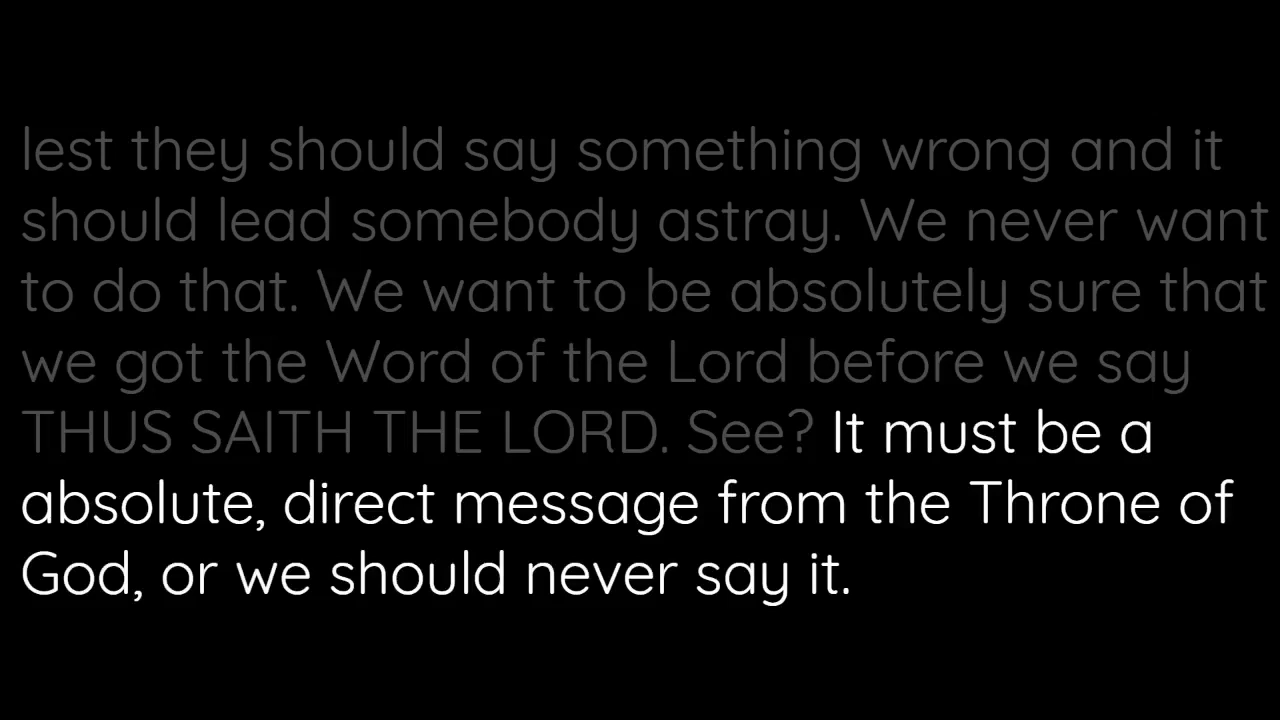 lest they should say something wrong and it
should lead somebody astray. We never want
to do that. We want to be absolutely sure that
we got the Word of the Lord before we say
THUS SAITH THE LORD. See? It must be a
absolute, direct message from the Throne of
God, or we should never say it.